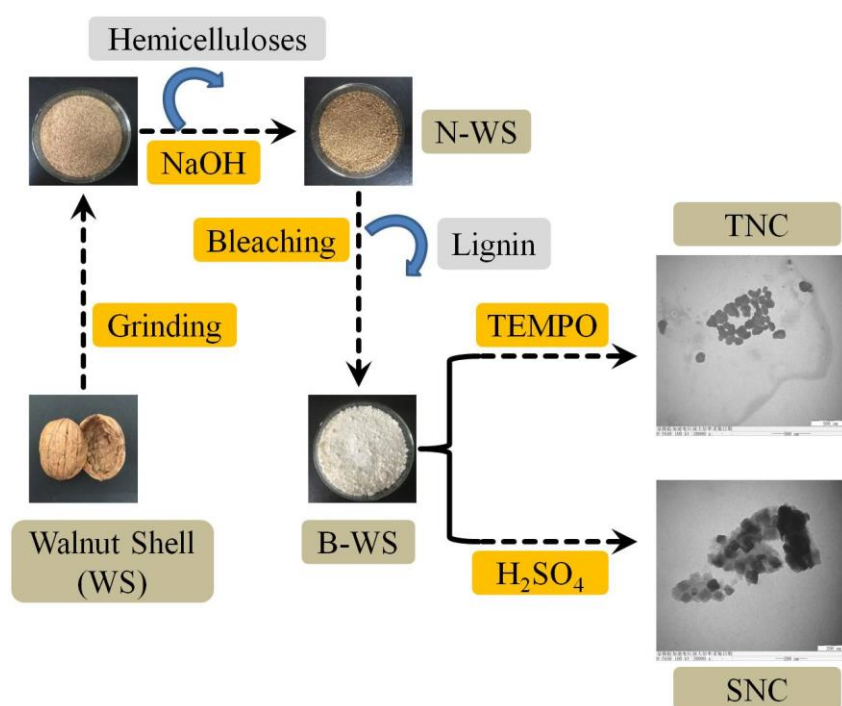 Hemicelluloses
NaOH
N-WS
Bleaching
Lignin
TNC
Grinding
TEMPO
Walnut Shell
(WS)
B-WS
H₂SO₄
SNC